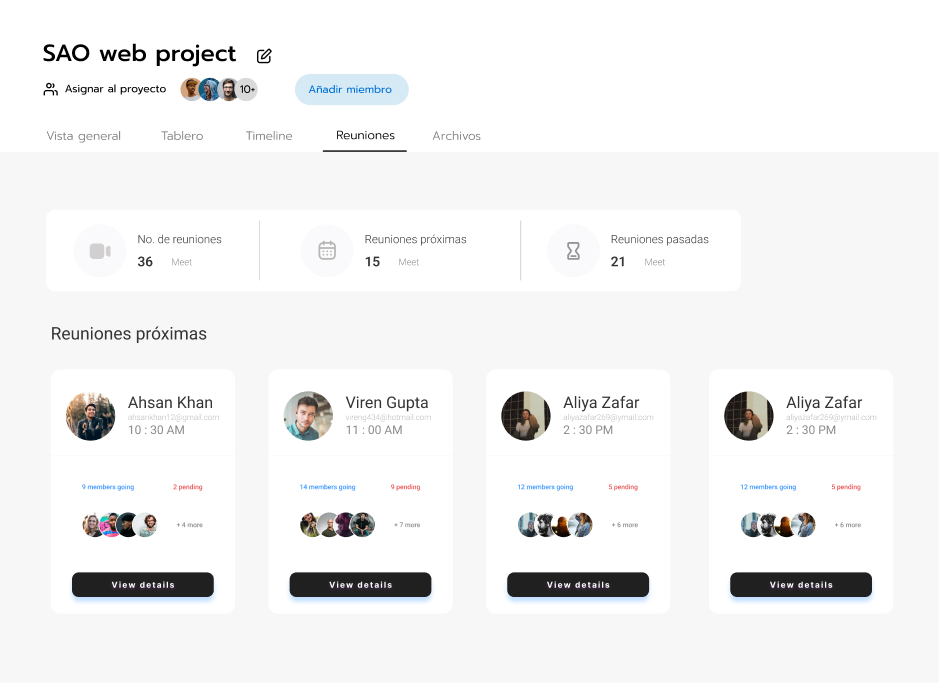 SAO web project
Asignar al proyecto 10+ Añadir miembro
Vista general Tablero Timeline Reuniones Archivos
No. de reuniones
36 Meet
Reuniones próximas
15 Meet
Reuniones pasadas
21 Meet
Reuniones próximas
Ahsan Khan
ahsankhan12@gmail.com
10 : 30 AM
9 members going 2 pending
+ 4 more
View details
Viren Gupta
vireng434@hotmail.com
11 : 00 AM
14 members going 9 pending
+ 7 more
View details
Aliya Zafar
aliyazafar269@ymail.com
2 : 30 PM
12 members going 5 pending
+ 6 more
View details
Aliya Zafar
aliyazafar269@ymail.com
2 : 30 PM
12 members going 5 pending
+ 6 more
View details